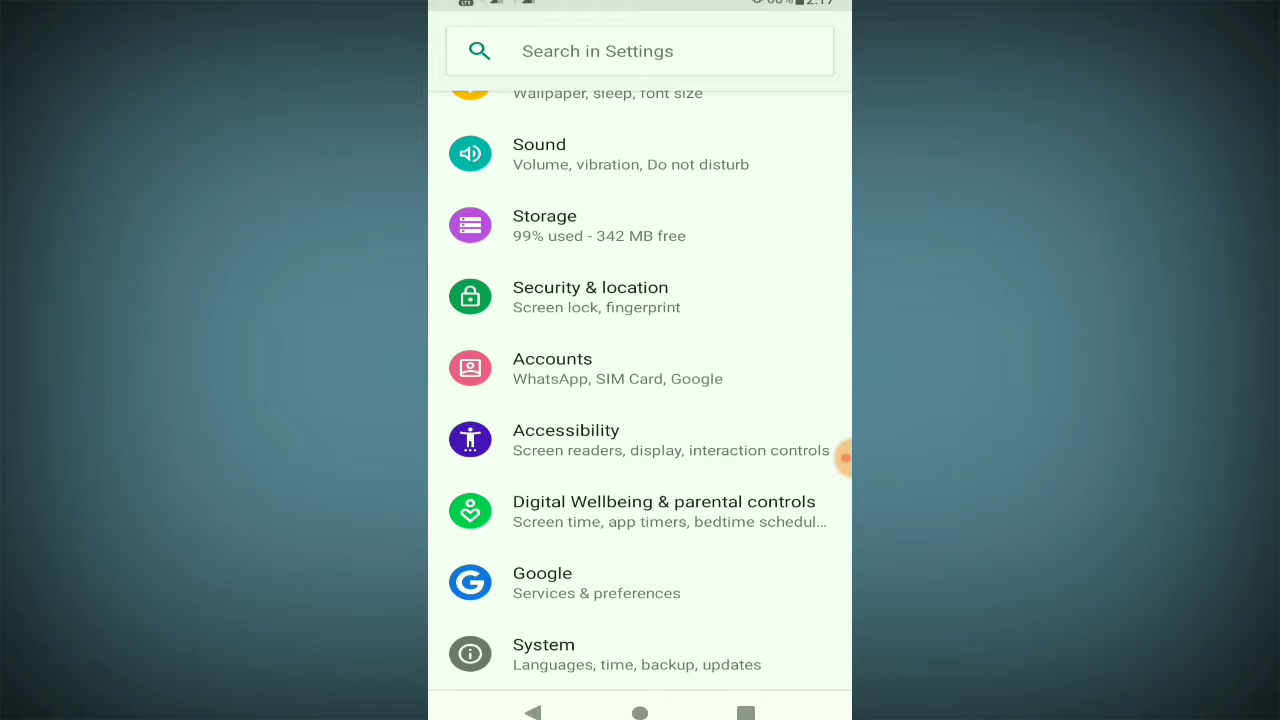 Search in Settings
Wallpaper, sleep, font size
Sound
Volume, vibration, Do not disturb
Storage
99% used - 342 MB free
Security & location
Screen lock, fingerprint
Accounts
WhatsApp, SIM Card, Google
Accessibility
Screen readers, display, interaction controls
Digital Wellbeing & parental controls
Screen time, app timers, bedtime schedul...
Google
Services & preferences
System
Languages, time, backup, updates